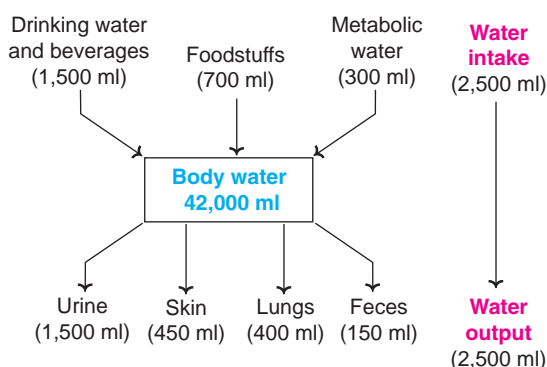 Drinking water
and beverages
(1,500 ml)
Foodstuffs
(700 ml)
Metabolic
water
(300 ml)
Water
intake
(2,500 ml)
Body water
42,000 ml
Urine
(1,500 ml)
Skin
(450 ml)
Lungs
(400 ml)
Feces
(150 ml)
Water
output
(2,500 ml)